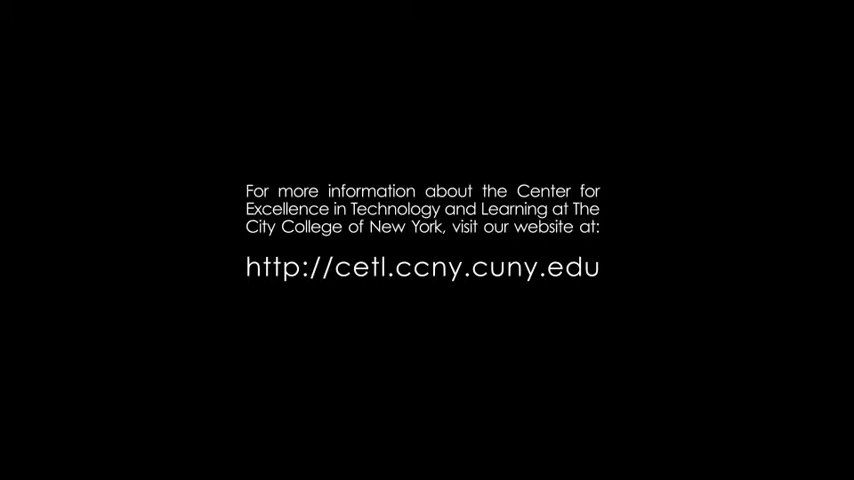 For more information about the Center for
Excellence in Technology and Learning at The
City College of New York, visit our website at:
http://cetl.ccny.cuny.edu